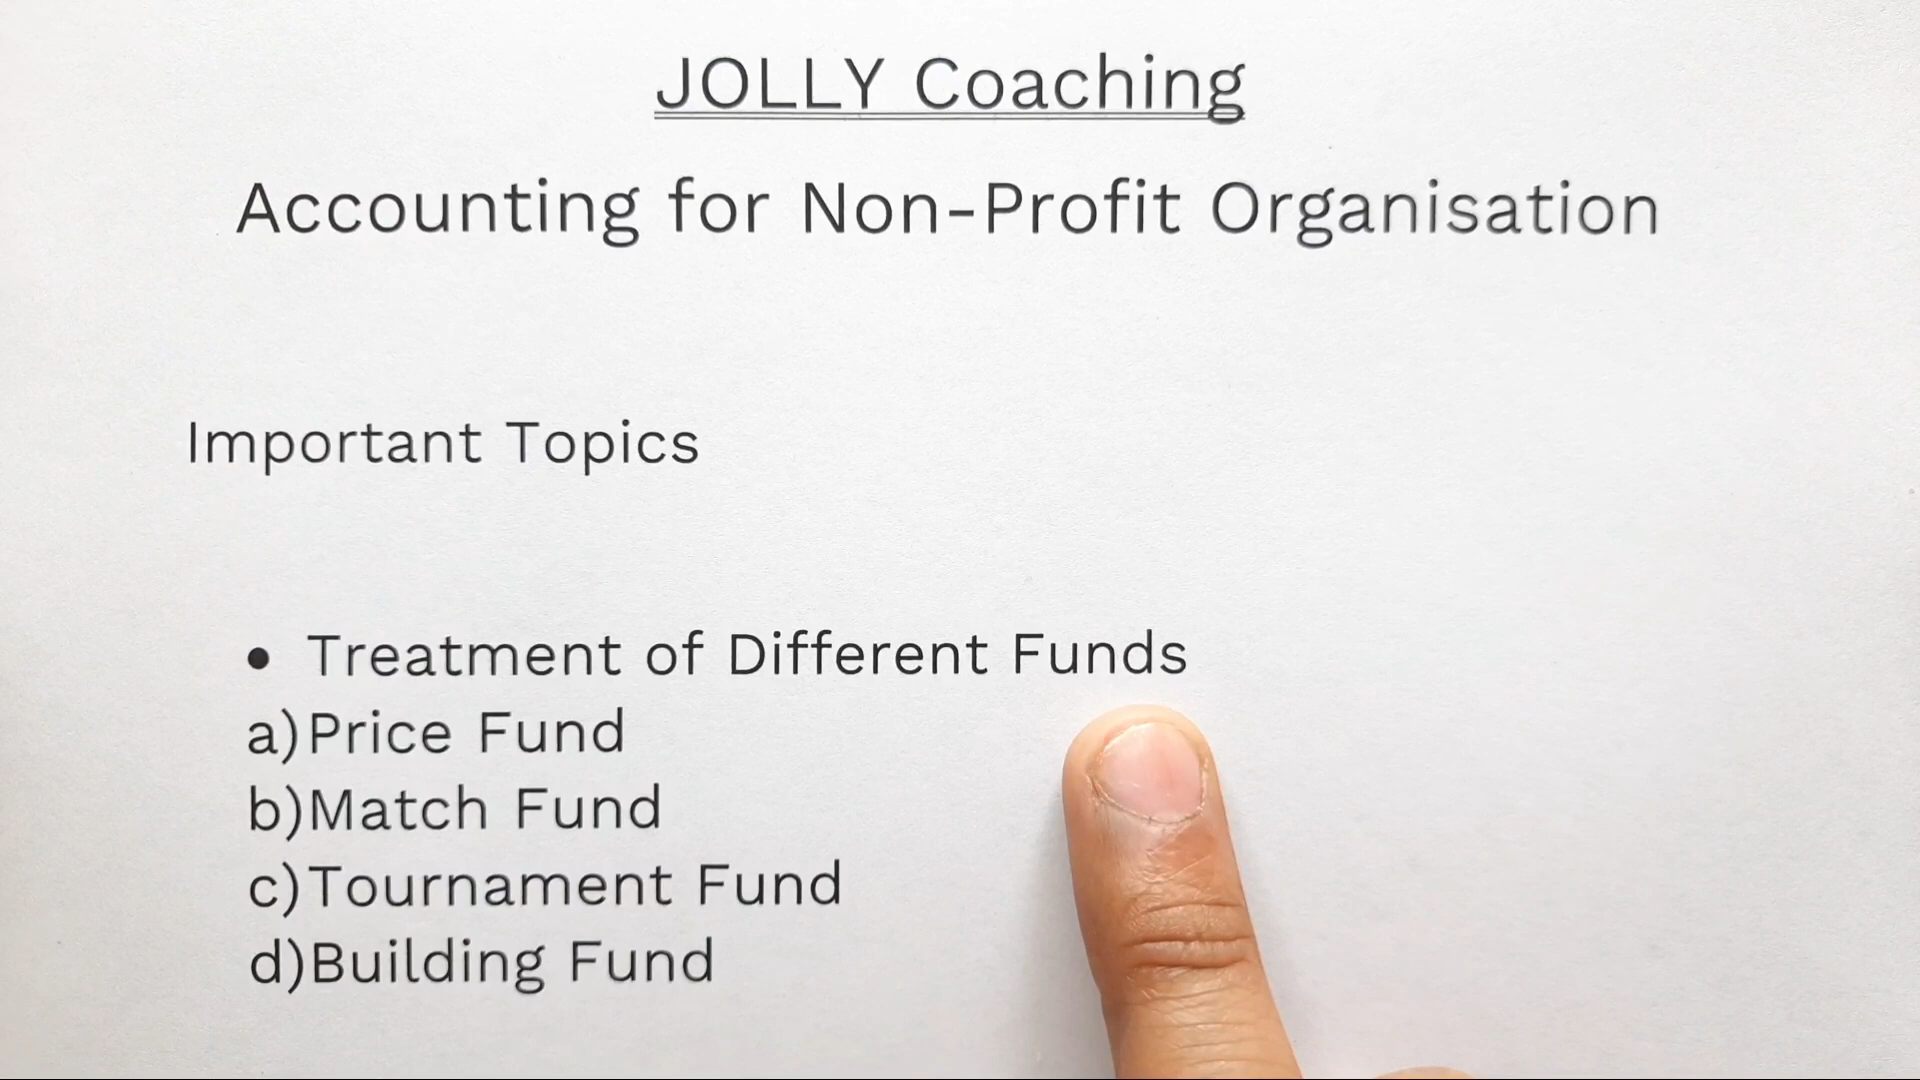 JOLLY Coaching
Accounting for Non-Profit Organisation
Important Topics
• Treatment of Different Funds
a)Price Fund
b)Match Fund
c)Tournament Fund
d)Building Fund